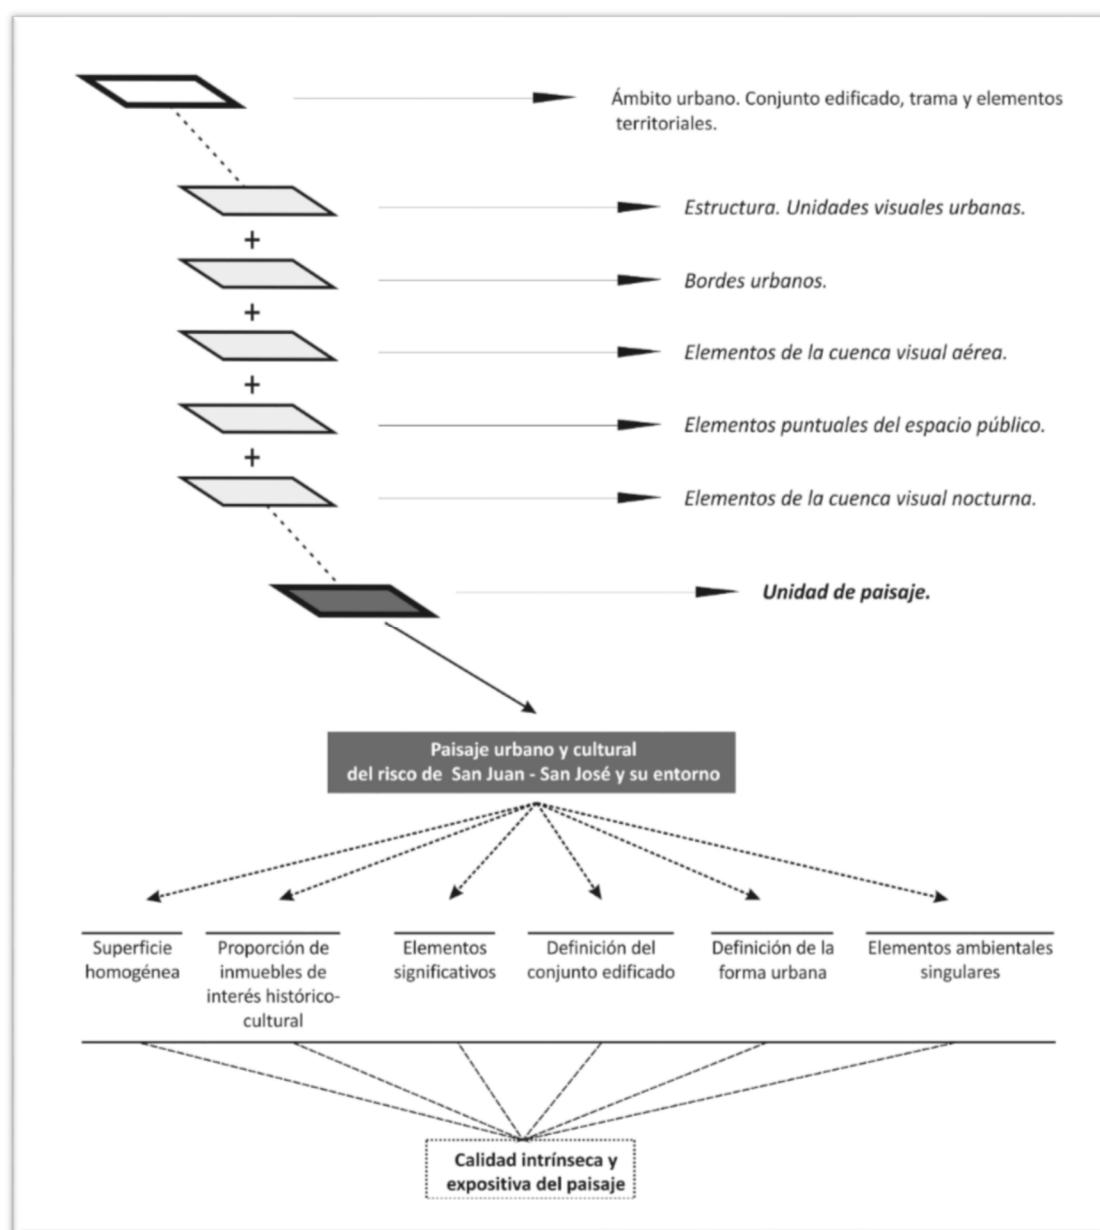 Ámbito urbano. Conjunto edificado, trama y elementos
territoriales.
Estructura. Unidades visuales urbanas.
+
Bordes urbanos.
+
Elementos de la cuenca visual aérea.
+
Elementos puntuales del espacio público.
+
Elementos de la cuenca visual nocturna.
Unidad de paisaje.
Paisaje urbano y cultural
del risco de San Juan - San José y su entorno
Superficie
homogénea
Proporción de
inmuebles de
interés histórico-
cultural
Elementos
significativos
Definición del
conjunto edificado
Definición de la
forma urbana
Elementos ambientales
singulares
Calidad intrínseca y
expositiva del paisaje